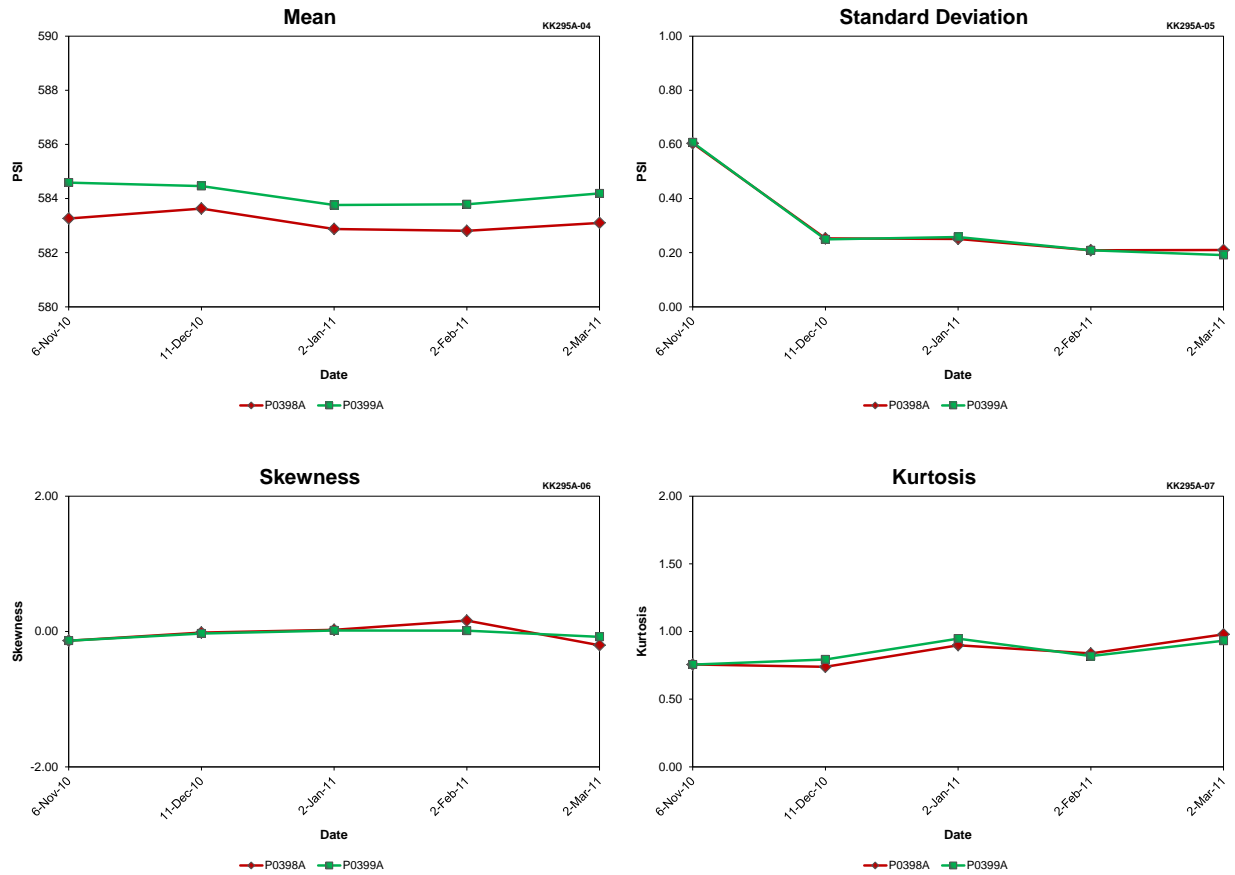 Mean
KK295A-04
590
588
586
584
582
580
PSI
6-Nov-10
11-Dec-10
2-Jan-11
2-Feb-11
2-Mar-11
Date
P0398A P0399A
Standard Deviation
KK295A-05
1.00
0.80
0.60
0.40
0.20
0.00
PSI
6-Nov-10
11-Dec-10
2-Jan-11
2-Feb-11
2-Mar-11
Date
P0398A P0399A
Skewness
KK295A-06
2.00
0.00
-2.00
Skewness
6-Nov-10
11-Dec-10
2-Jan-11
2-Feb-11
2-Mar-11
Date
P0398A P0399A
Kurtosis
KK295A-07
2.00
1.50
1.00
0.50
0.00
Kurtosis
6-Nov-10
11-Dec-10
2-Jan-11
2-Feb-11
2-Mar-11
Date
P0398A P0399A